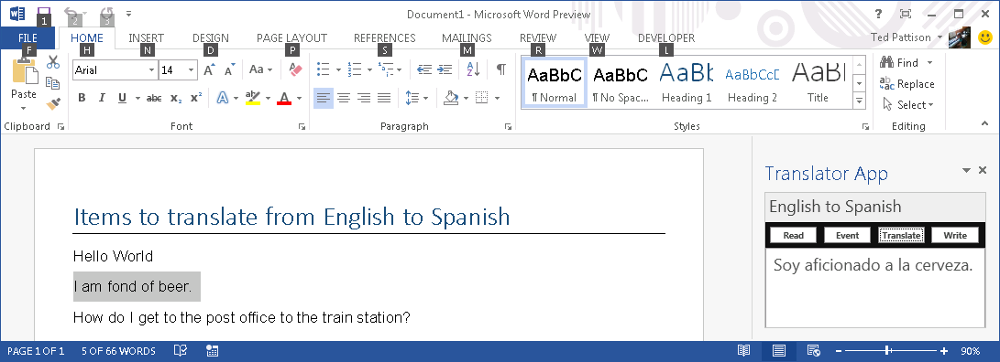 1 2 3 Document1 - Microsoft Word Preview ?
FILE HOME INSERT DESIGN PAGE LAYOUT REFERENCES MAILINGS REVIEW VIEW DEVELOPER Ted Pattison
F H N D P S M R W L
Arial 14 A A Aa A A Z ¶ AaBbC AaBbC AaBb AaBbCcD AaBb Find
Paste ¶ Normal ¶ No Spac... Heading 1 Heading 2 Title Replace
B I U abc x2 x2 A ab A Select
Clipboard Font Paragraph Styles Editing
Translator App
English to Spanish
Read Event Translate Write
Soy aficionado a la cerveza.
Items to translate from English to Spanish
Hello World
I am fond of beer.
How do I get to the post office to the train station?
PAGE 1 OF 1 5 OF 66 WORDS 90%